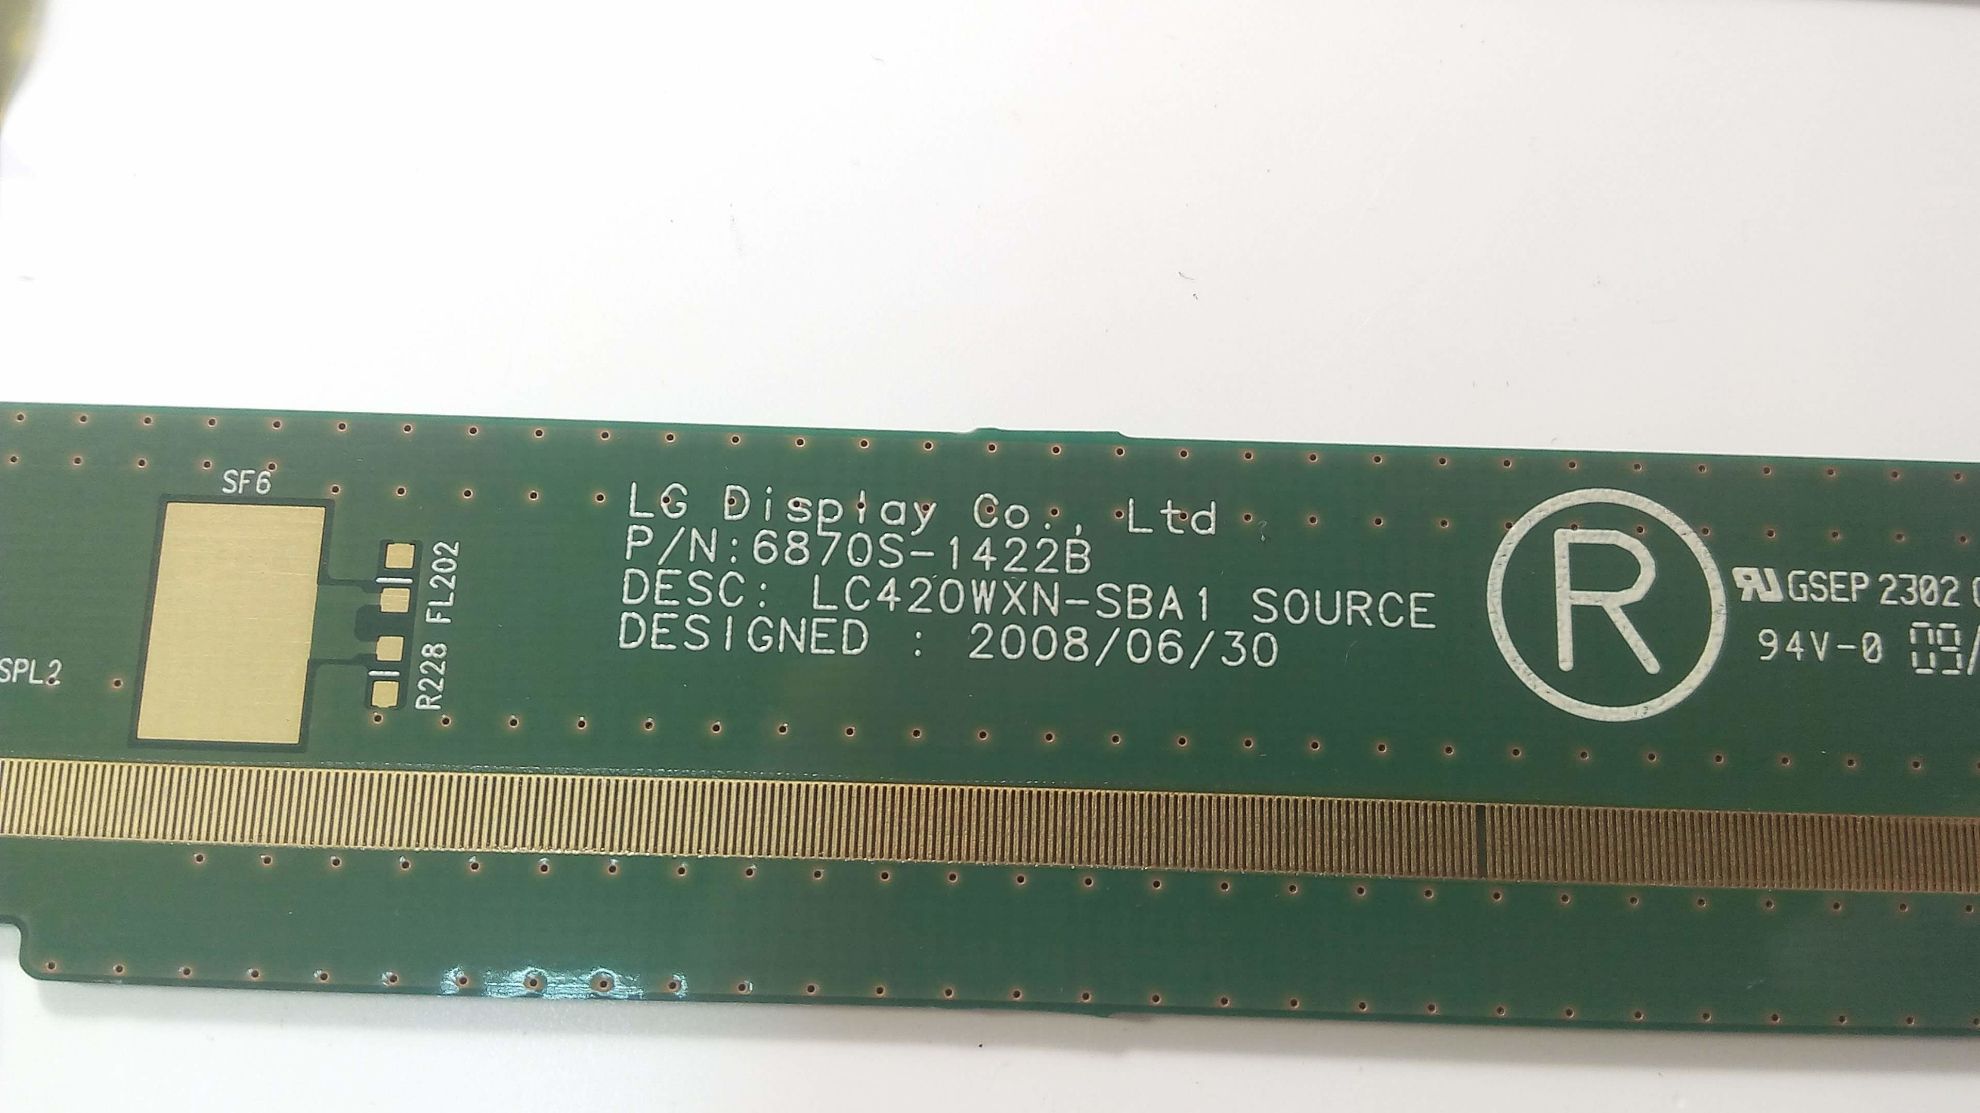 SF6
LG Display Co., Ltd
P/N:6870S-1422B
DESC: LC420WXN-SBA1 SOURCE
DESIGNED : 2008/06/30
FL202
R228
SPL2
R
GSEP 2302
94V-0 09/